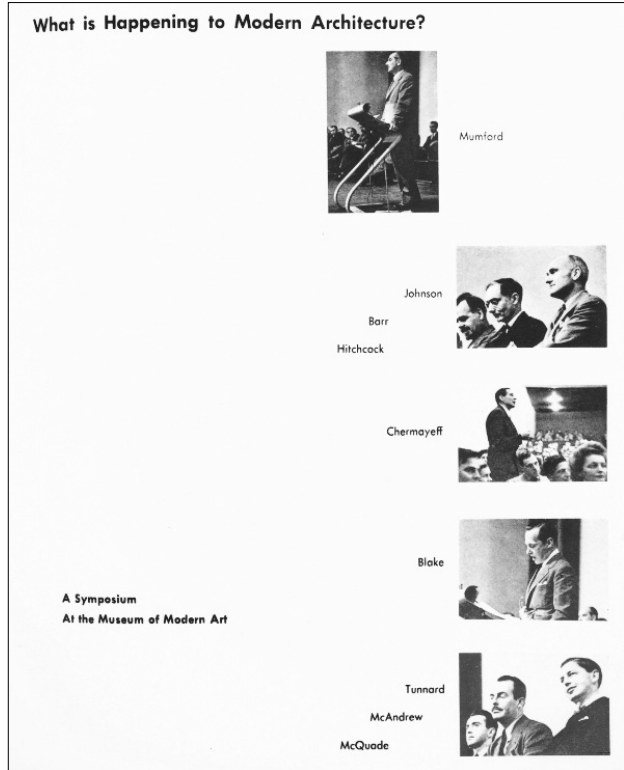 What is Happening to Modern Architecture?
Mumford
Johnson
Barr
Hitchcock
Chermayeff
Blake
A Symposium
At the Museum of Modern Art
Tunnard
McAndrew
McQuade